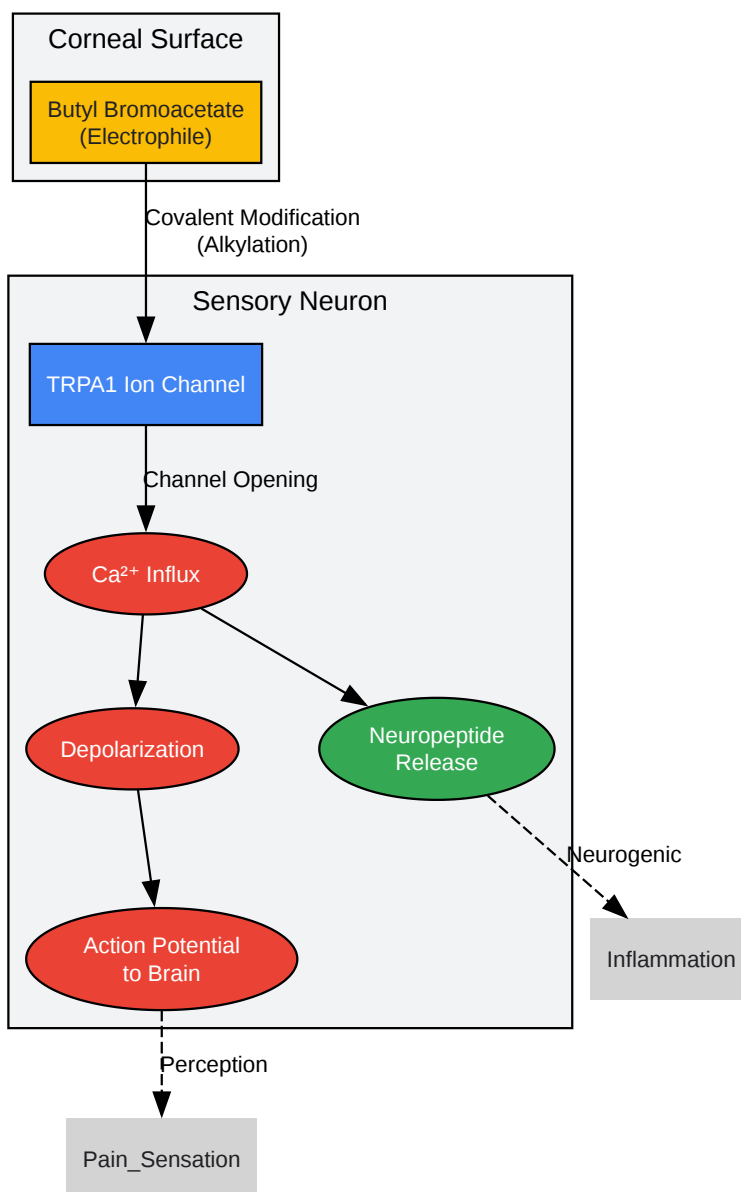 Corneal Surface
Butyl Bromoacetate
(Electrophile)
Covalent Modification
(Alkylation)
Sensory Neuron
TRPA1 Ion Channel
Channel Opening
Ca²⁺ Influx
Depolarization
Neuropeptide
Release
Neurogenic
Action Potential
to Brain
Inflammation
Perception
Pain_Sensation